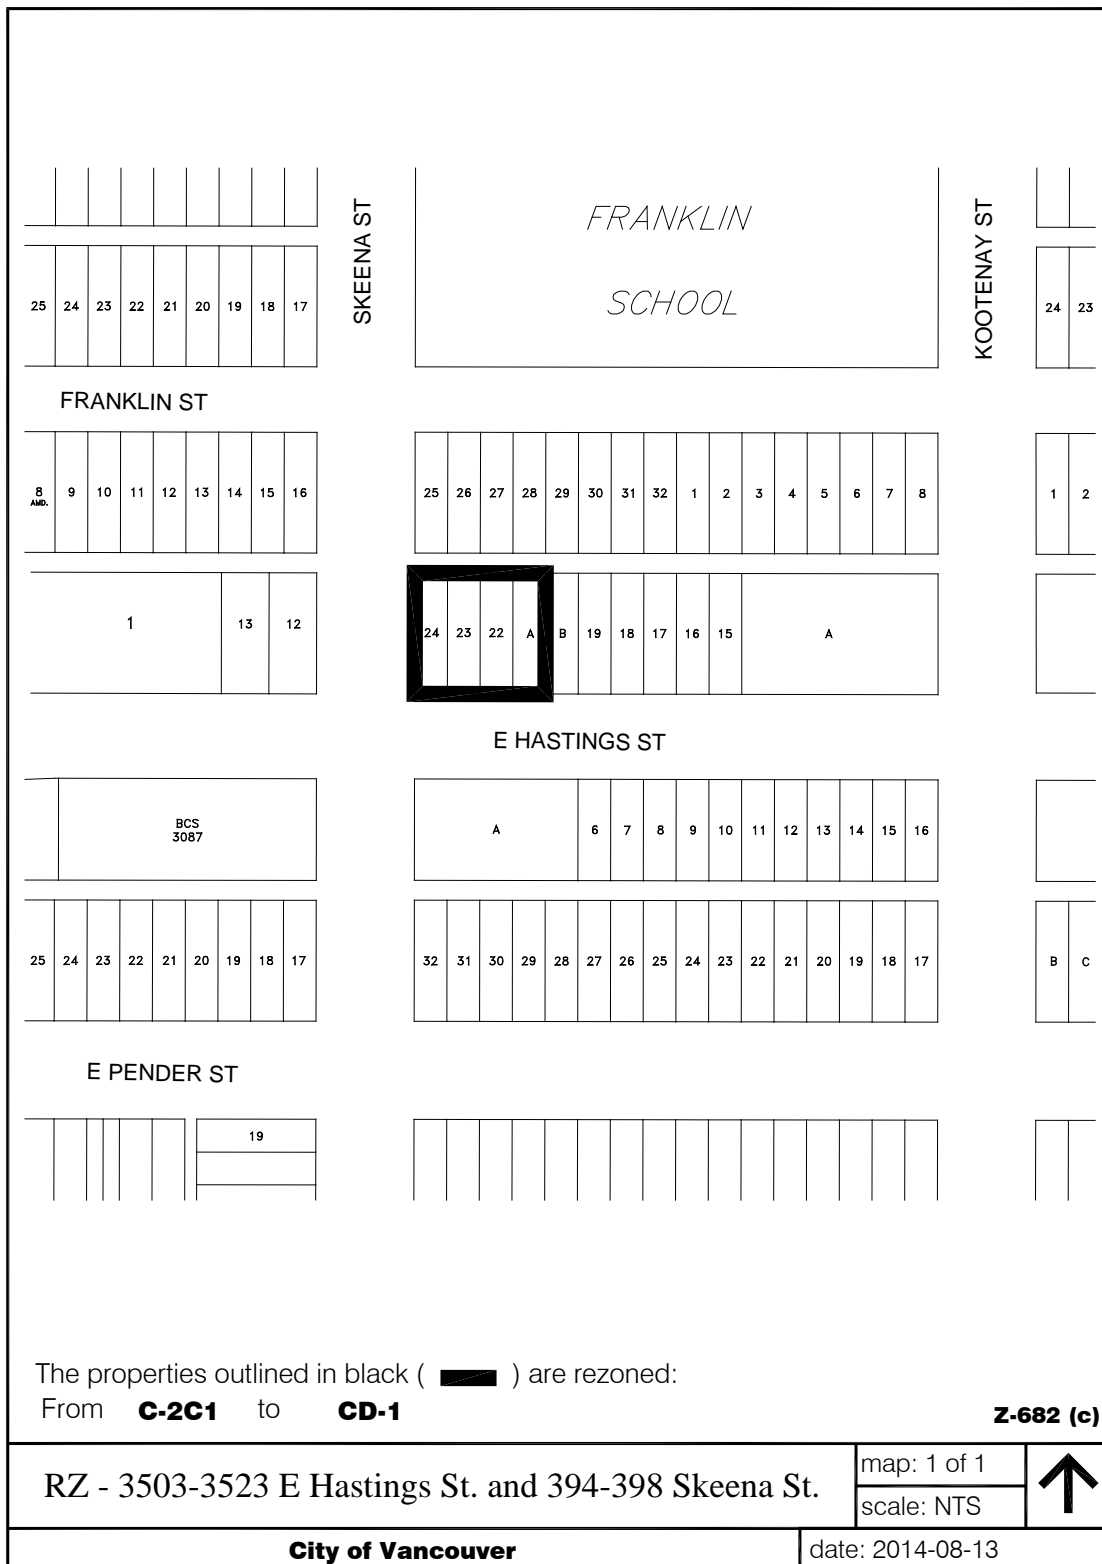 FRANKLIN
SCHOOL
SKEENA ST
KOOTENAY ST
25 24 23 22 21 20 19 18 17
24 23
FRANKLIN ST
8 AMD. 9 10 11 12 13 14 15 16
25 26 27 28 29 30 31 32 1 2 3 4 5 6 7 8
1 2
1 13 12
24 23 22 A B 19 18 17 16 15 A
E HASTINGS ST
BCS
3087
A 6 7 8 9 10 11 12 13 14 15 16
25 24 23 22 21 20 19 18 17
32 31 30 29 28 27 26 25 24 23 22 21 20 19 18 17
B C
E PENDER ST
19
The properties outlined in black ( ) are rezoned:
From C-2C1 to CD-1
Z-682 (c)
RZ - 3503-3523 E Hastings St. and 394-398 Skeena St.
map: 1 of 1
scale: NTS
City of Vancouver
date: 2014-08-13